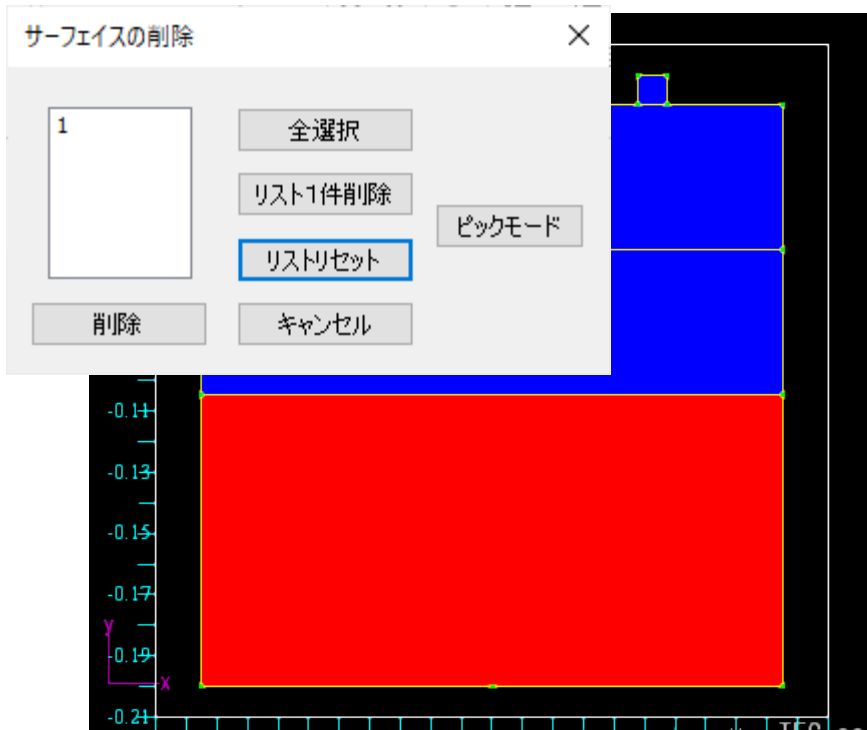 サーフェイスの削除
1
全選択
リスト1件削除
ピックモード
リストリセット
削除
キャンセル
-0.11
-0.13
-0.15
-0.17
y
-0.19
x
-0.21